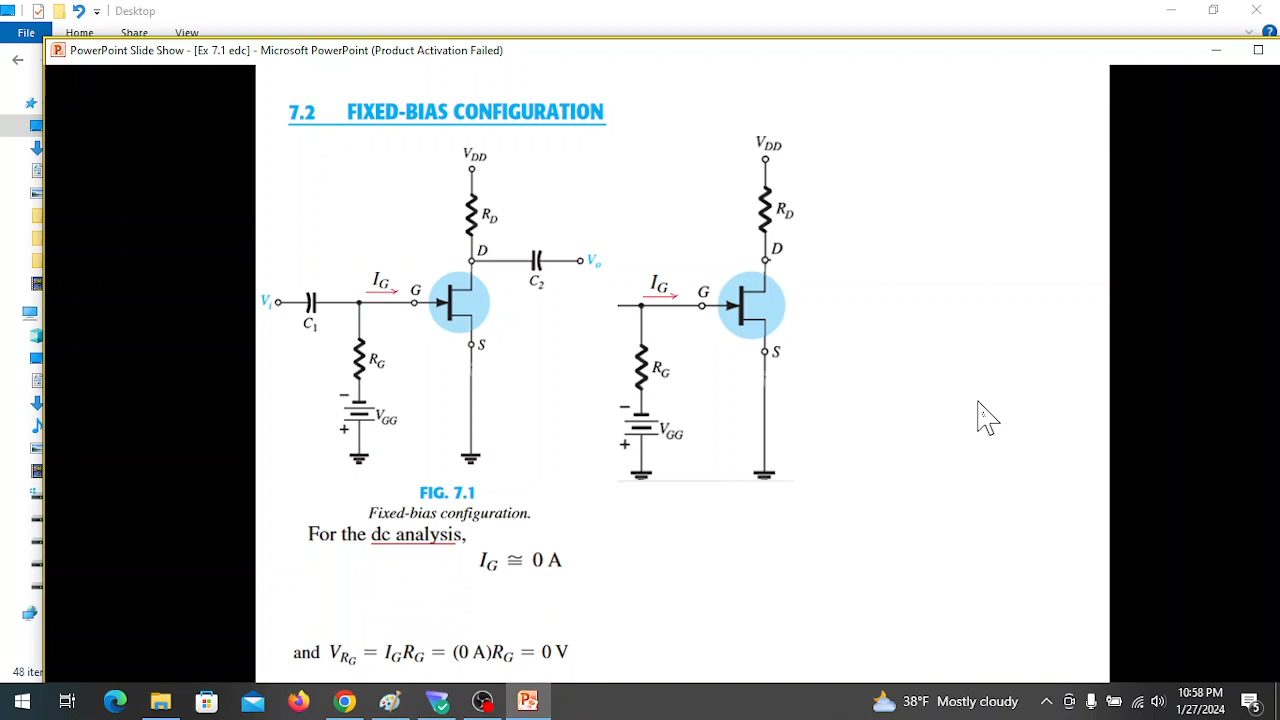 Desktop
File Home Share View
PowerPoint Slide Show - [Ex 7.1 edc] - Microsoft PowerPoint (Product Activation Failed)
7.2 FIXED-BIAS CONFIGURATION
VDD
RD
D
C2
Vo
IG
G
Vi
C1
S
RG
−
VGG
+
VDD
RD
D
IG
G
S
RG
−
VGG
+
FIG. 7.1
Fixed-bias configuration.
For the dc analysis,
IG ≅ 0 A
and VRG = IGRG = (0 A)RG = 0 V
48 iter
38°F Mostly cloudy
10:58 PM
1/27/2024
5